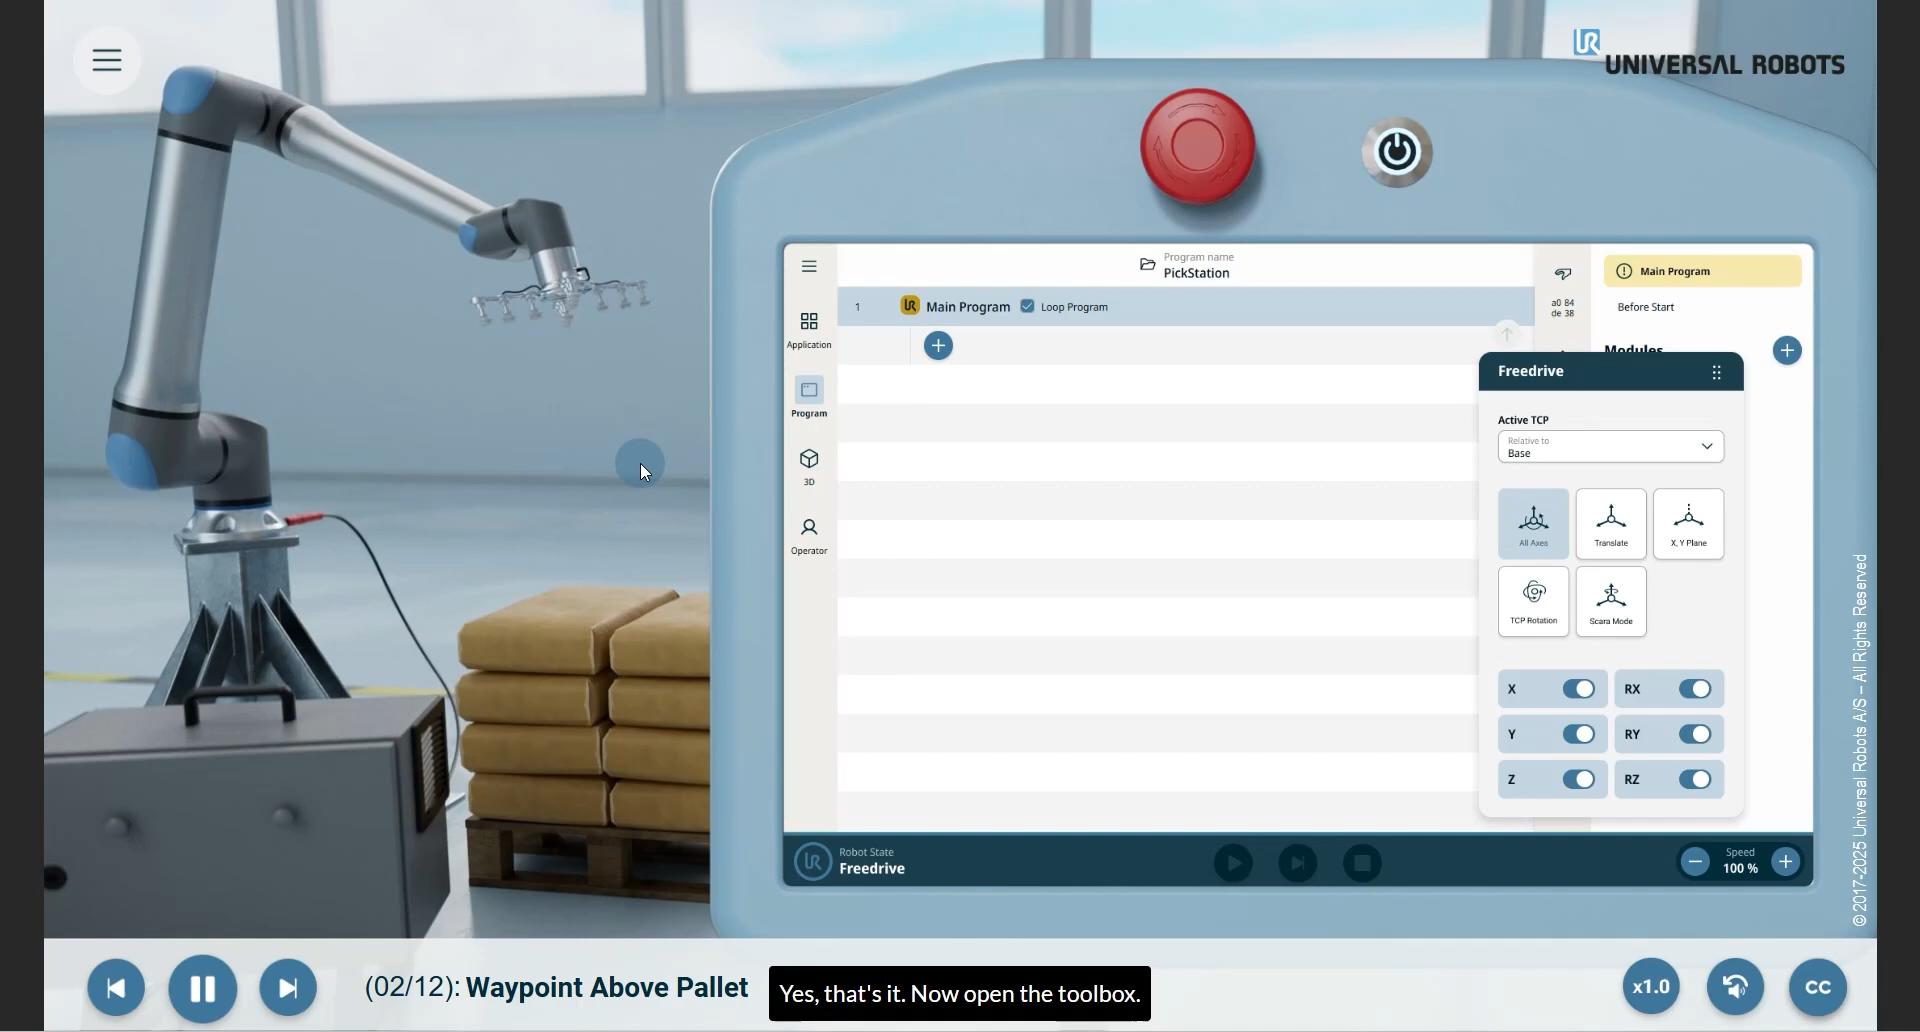 UNIVERSAL ROBOTS
Program name
PickStation
Main Program
Before Start
1
Main Program
Loop Program
a0 84
de 38
Application
Modules
Freedrive
Program
Active TCP
Relative to
Base
3D
Operator
All Axes
Translate
X, Y Plane
TCP Rotation
Scara Mode
X
RX
Y
RY
Z
RZ
Robot State
Freedrive
Speed
100 %
© 2017-2025 Universal Robots A/S – All Rights Reserved
(02/12): Waypoint Above Pallet
Yes, that's it. Now open the toolbox.
x1.0
CC